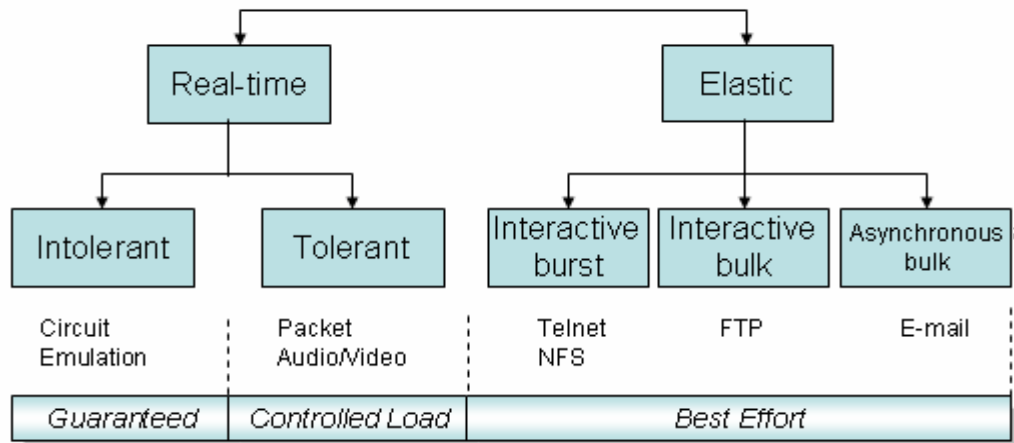 Real-time
Elastic
Intolerant
Tolerant
Interactive
burst
Interactive
bulk
Asynchronous
bulk
Circuit
Emulation
Packet
Audio/Video
Telnet
NFS
FTP
E-mail
Guaranteed
Controlled Load
Best Effort